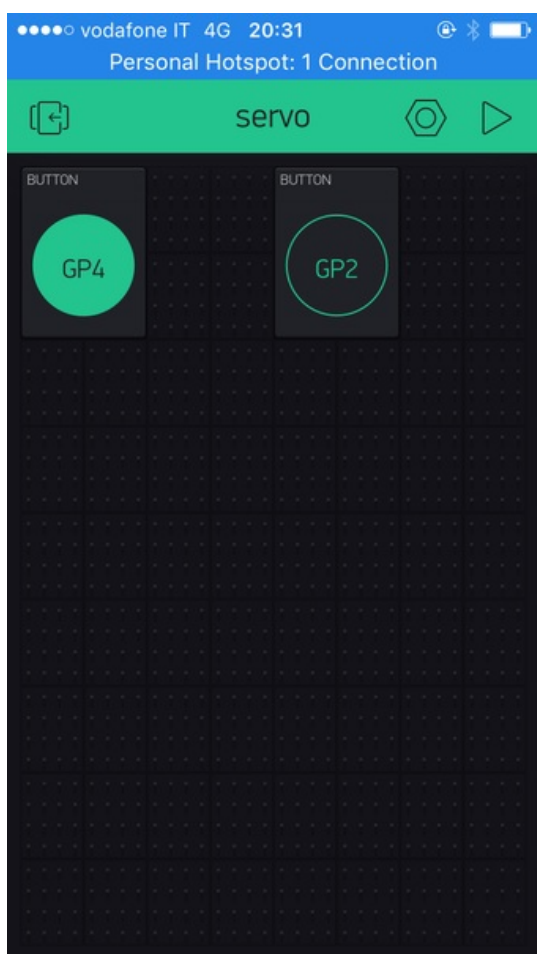 vodafone IT 4G 20:31
Personal Hotspot: 1 Connection
servo
BUTTON BUTTON
GP4 GP2